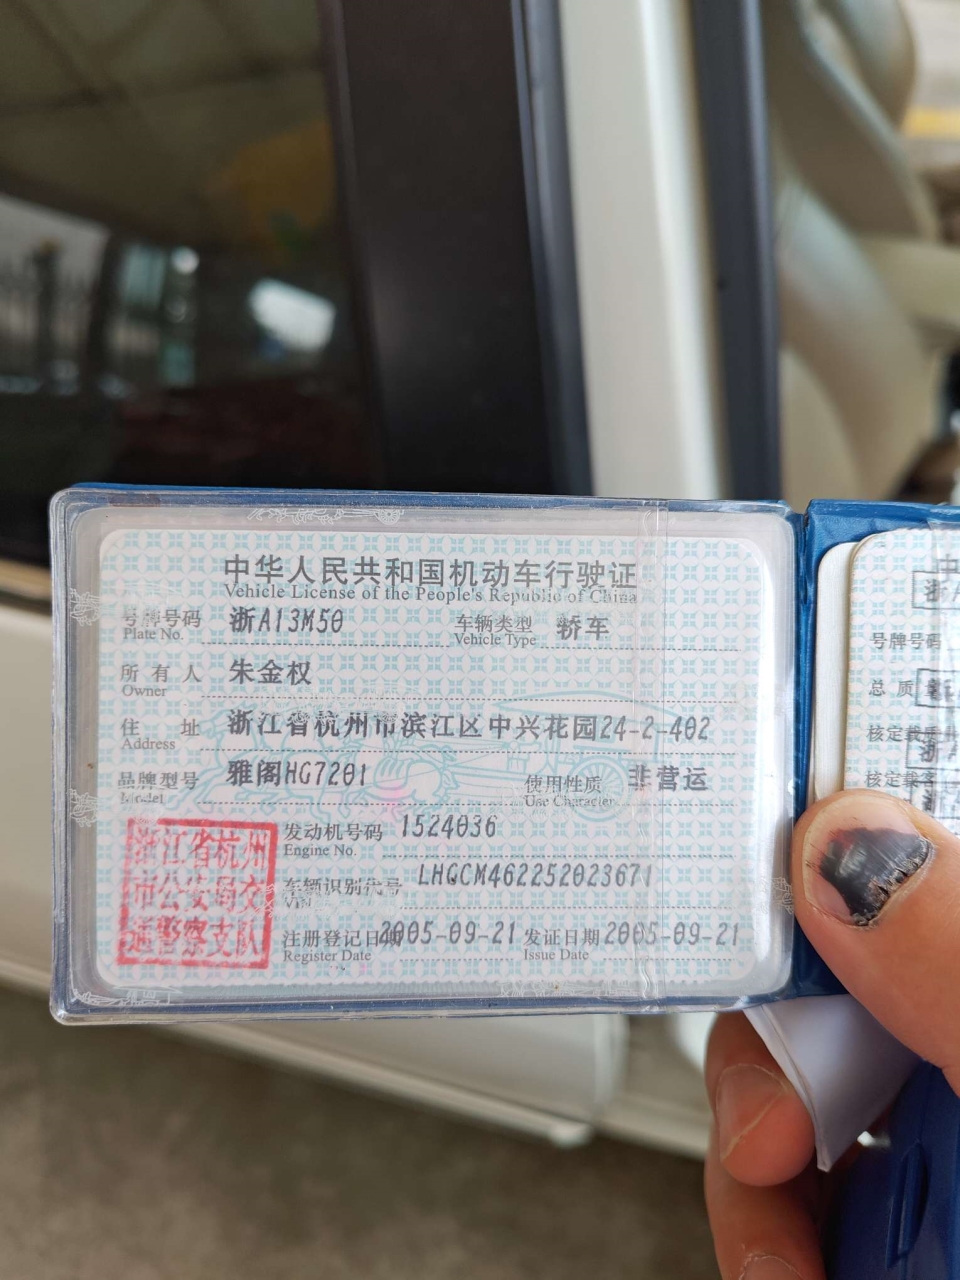 中华人民共和国机动车行驶证
Vehicle License of the People's Republic of China
号牌号码 浙A13M50 车辆类型 轿车
Plate No. Vehicle Type
所有人 朱金权
Owner
住址 浙江省杭州市滨江区中兴花园24-2-402
Address
品牌型号 雅阁HG7201 使用性质 非营运
Model Use Character
发动机号码 1524036
Engine No.
车辆识别代号 LHGCM462252023671
VIN
注册登记日期 2005-09-21 发证日期 2005-09-21
Register Date Issue Date
浙江省杭州
市公安局交
通警察支队
中
浙A
号牌号码
总质
核定载质
浙A
核定载客